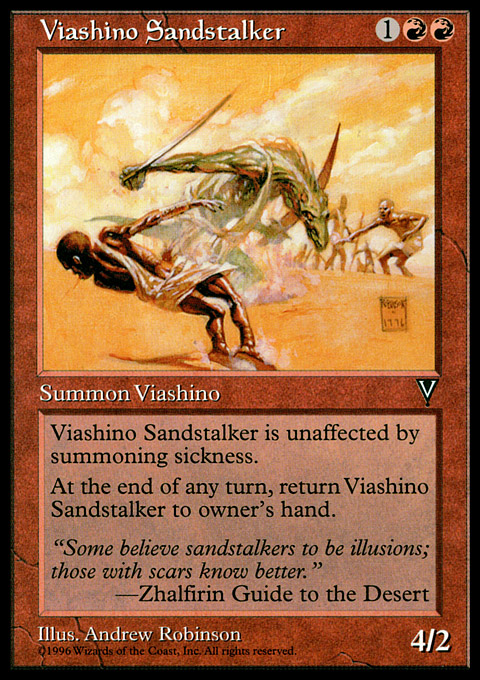 Viashino Sandstalker 1
Summon Viashino
Viashino Sandstalker is unaffected by
summoning sickness.
At the end of any turn, return Viashino
Sandstalker to owner's hand.
“Some believe sandstalkers to be illusions;
those with scars know better.”
—Zhalfirin Guide to the Desert
Illus. Andrew Robinson
©1996 Wizards of the Coast, Inc. All rights reserved.
4/2